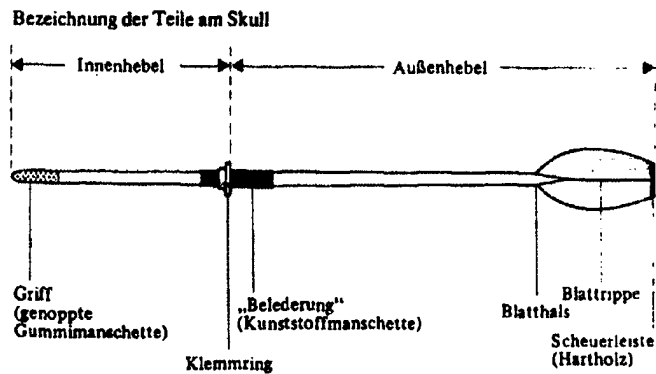 Bezeichnung der Teile am Skull
Innenhebel
Außenhebel
Griff
(genoppte
Gummimanschette)
„Belederung“
(Kunststoffmanschette)
Klemmring
Blatthals
Blattrippe
Scheuerleiste
(Hartholz)